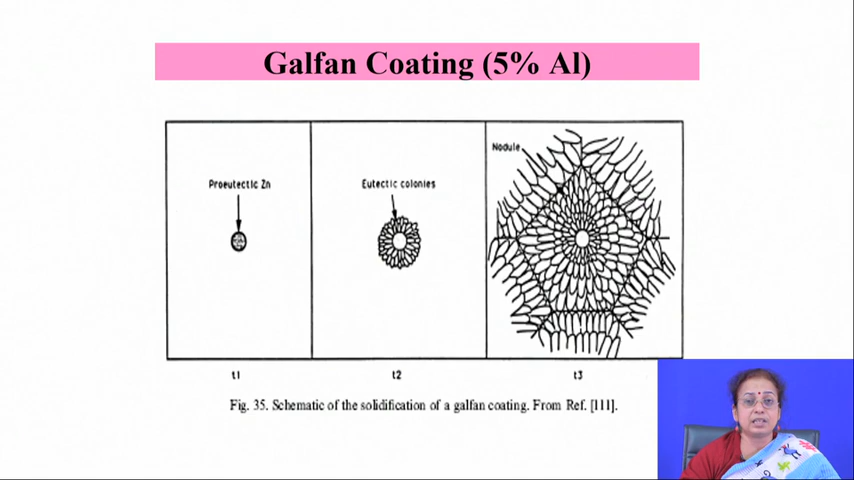 Galfan Coating (5% Al)
Nodule
Proeutectic Zn
Eutectic colonies
t1
t2
t3
Fig. 35. Schematic of the solidification of a galfan coating. From Ref. [111].